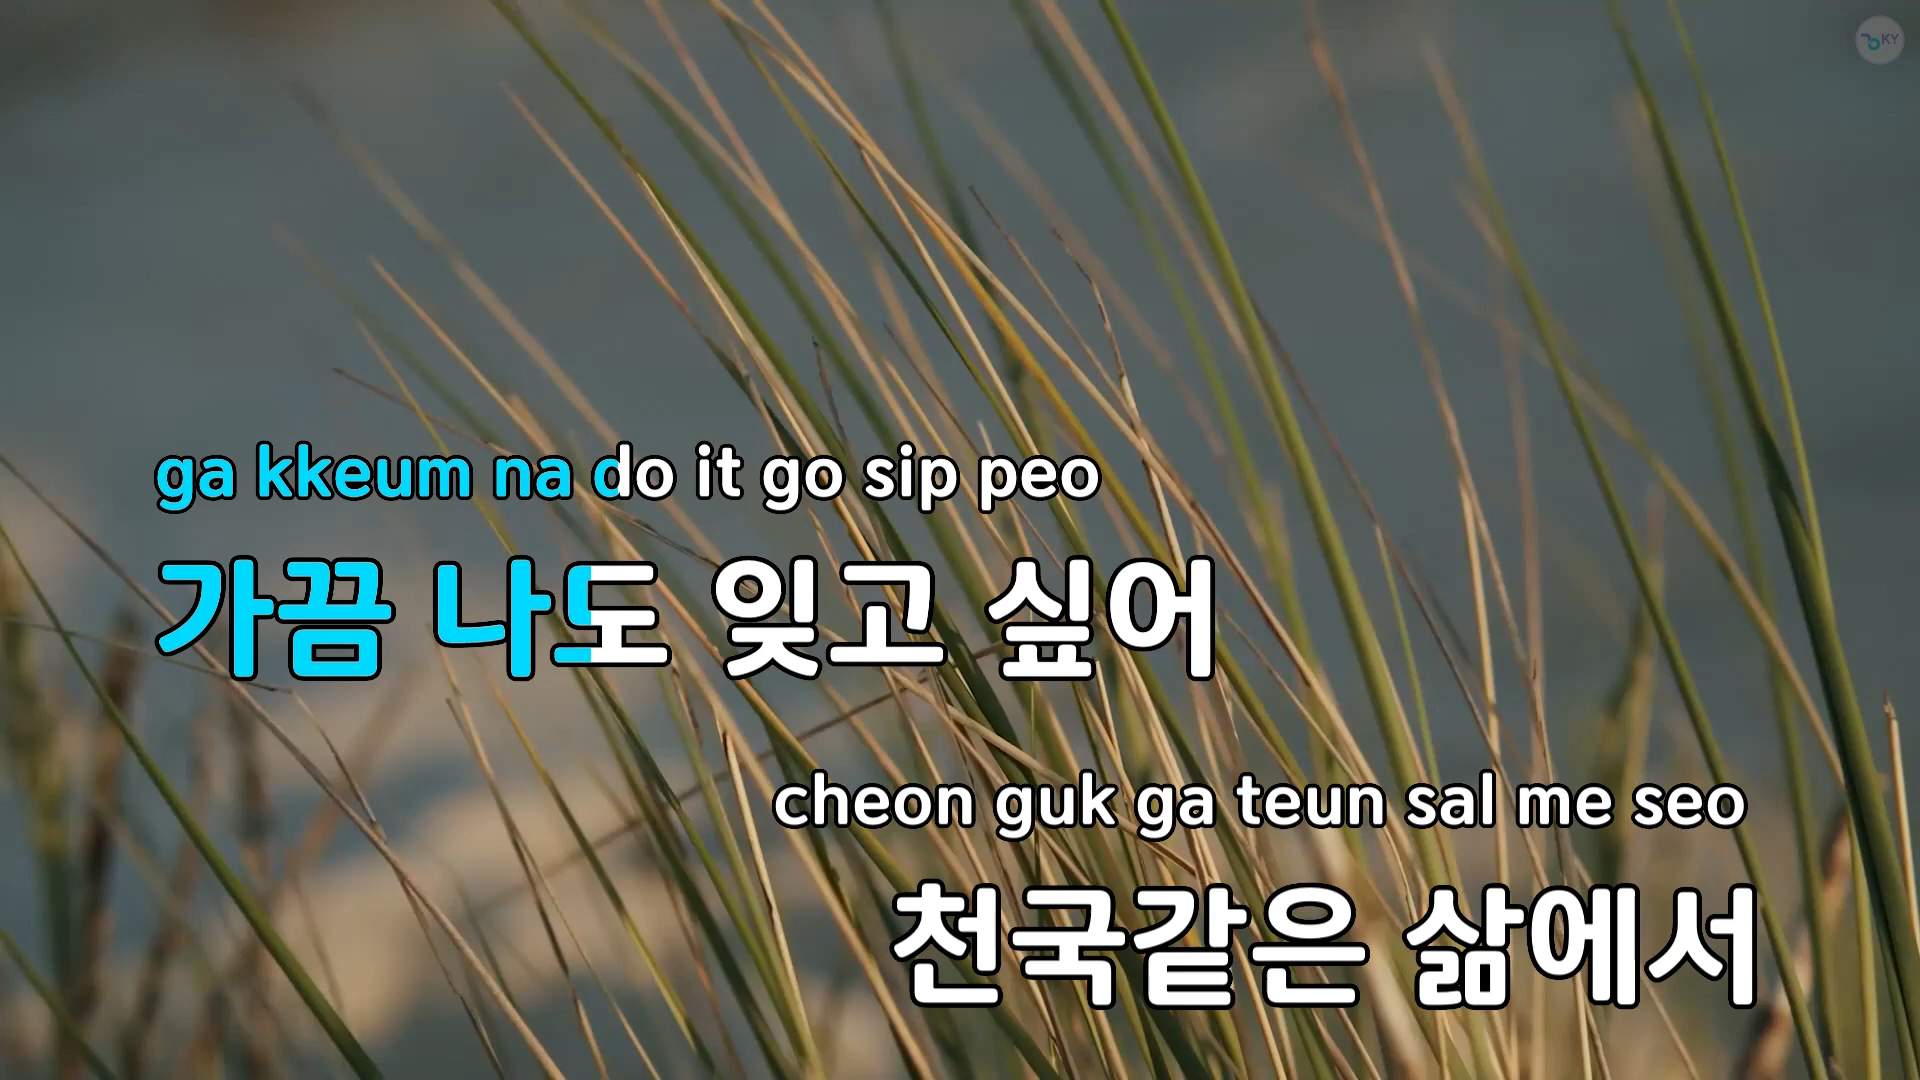 KY
ga kkeum na do it go sip peo
가끔 나도 잊고 싶어
cheon guk ga teun sal me seo
천국같은 삶에서